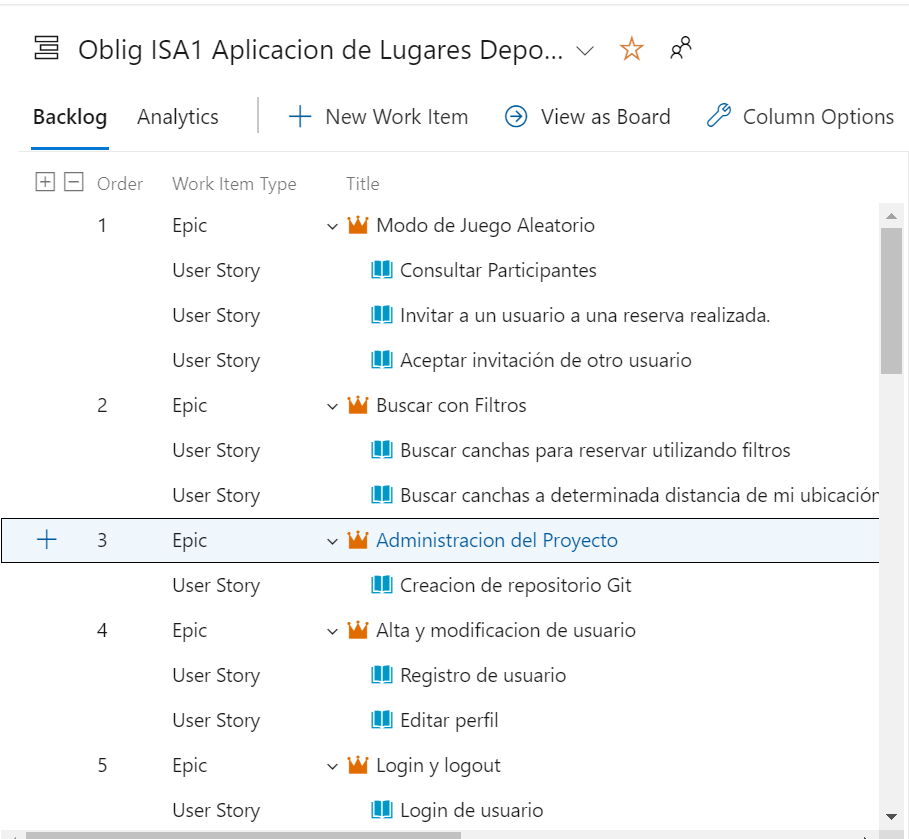 Oblig ISA1 Aplicacion de Lugares Depo...
Backlog Analytics New Work Item View as Board Column Options
Order Work Item Type Title
1 Epic Modo de Juego Aleatorio
User Story Consultar Participantes
User Story Invitar a un usuario a una reserva realizada.
User Story Aceptar invitación de otro usuario
2 Epic Buscar con Filtros
User Story Buscar canchas para reservar utilizando filtros
User Story Buscar canchas a determinada distancia de mi ubicación
3 Epic Administracion del Proyecto
User Story Creacion de repositorio Git
4 Epic Alta y modificacion de usuario
User Story Registro de usuario
User Story Editar perfil
5 Epic Login y logout
User Story Login de usuario